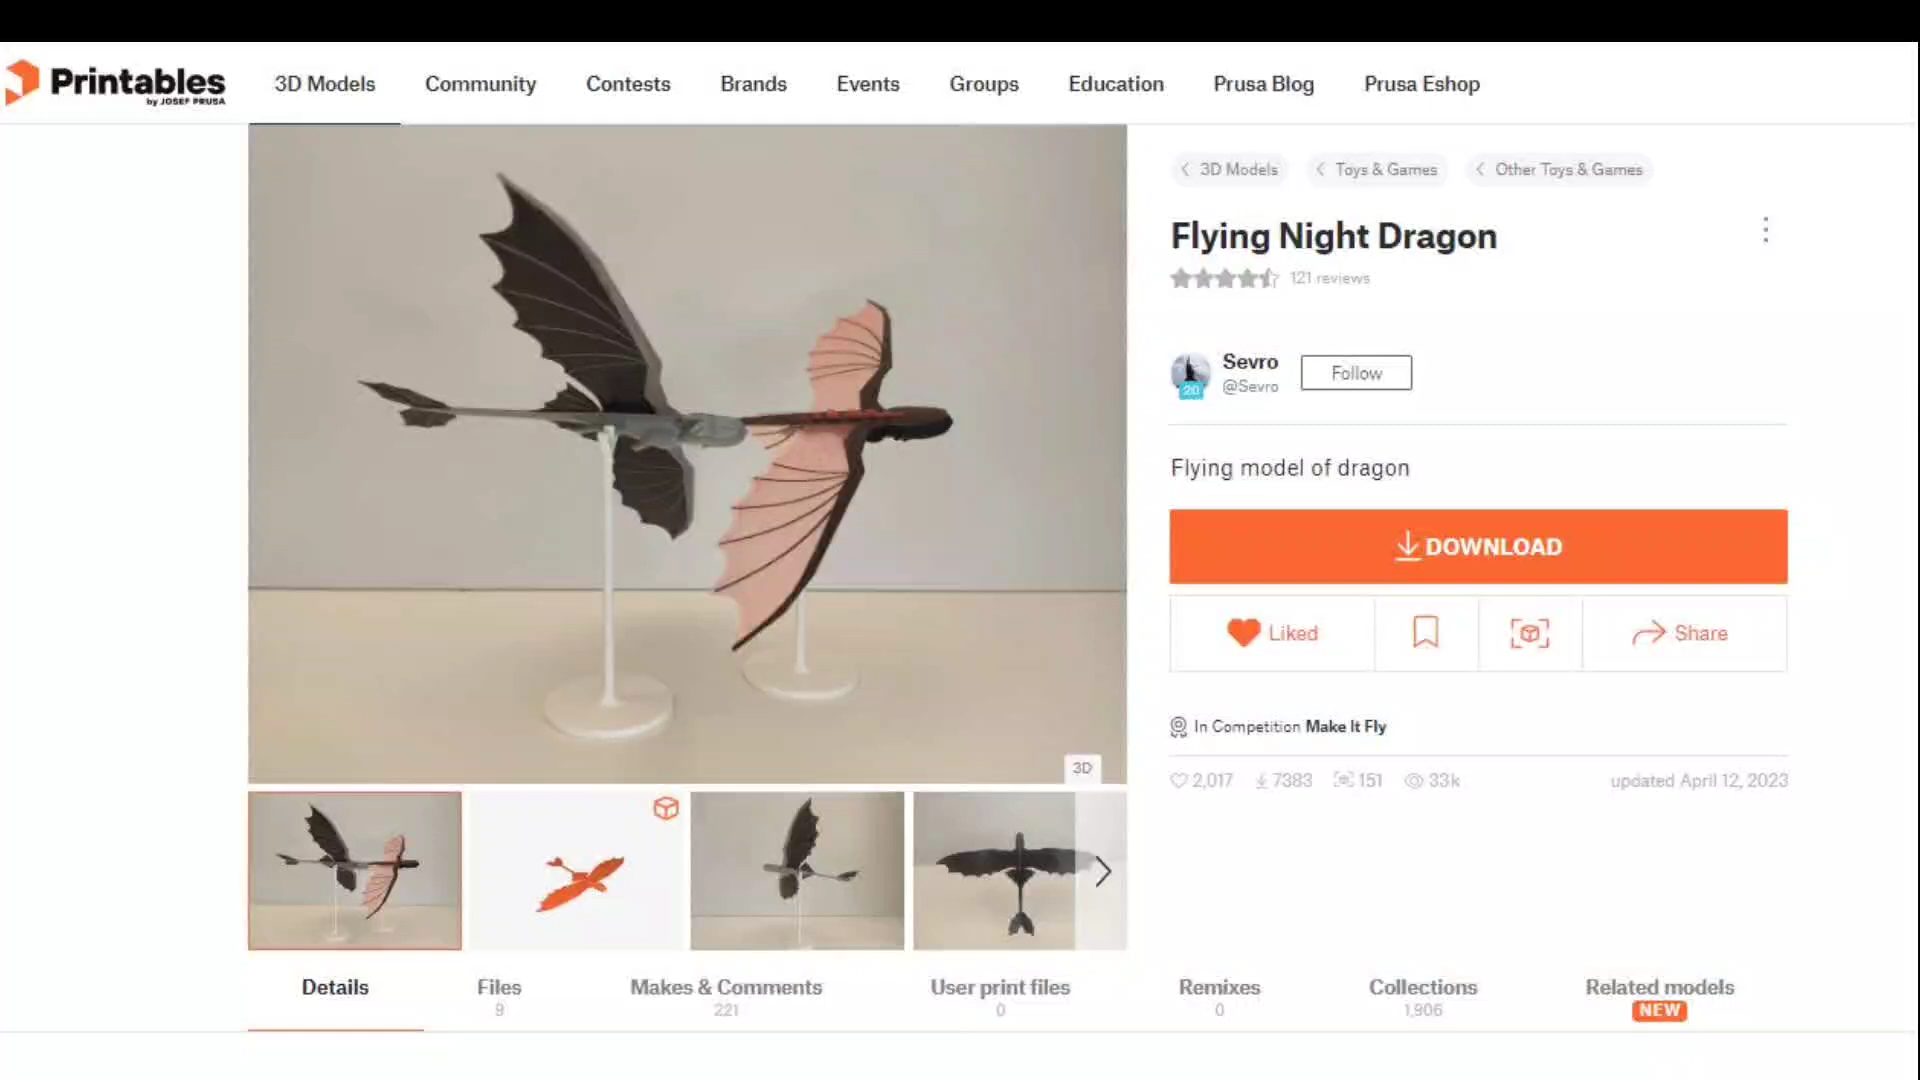 Printables
by JOSEF PRUSA
3D Models
Community
Contests
Brands
Events
Groups
Education
Prusa Blog
Prusa Eshop
3D Models
Toys & Games
Other Toys & Games
Flying Night Dragon
121 reviews
Sevro
@Sevro
20
Follow
Flying model of dragon
DOWNLOAD
Liked
Share
In Competition Make It Fly
2,017
7383
151
33k
updated April 12, 2023
3D
Details
Files
9
Makes & Comments
221
User print files
0
Remixes
0
Collections
1,906
Related models
NEW